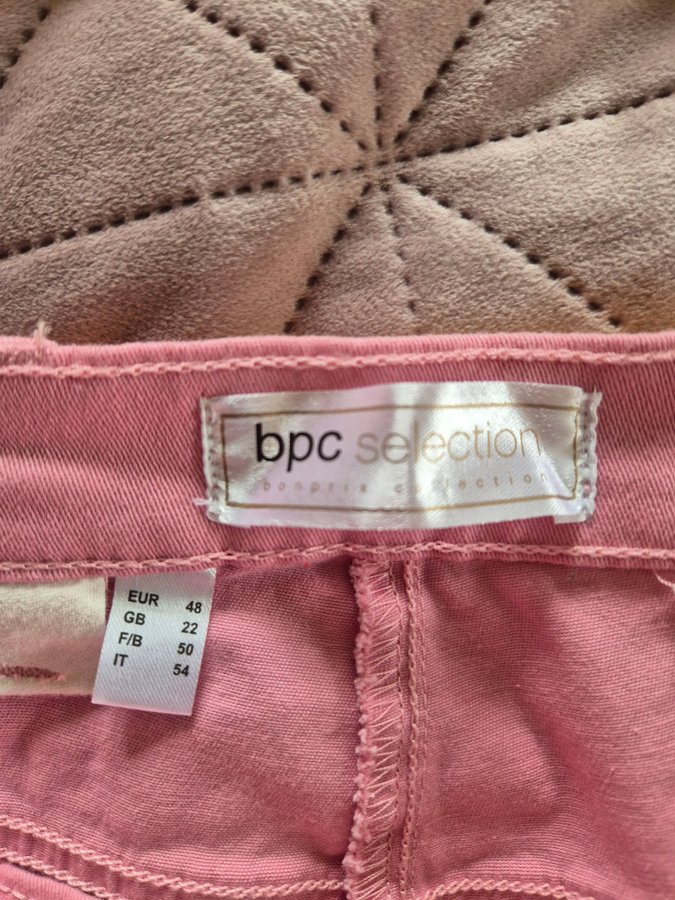 bpc selection
bonprix collection
EUR 48
GB 22
F/B 50
IT 54